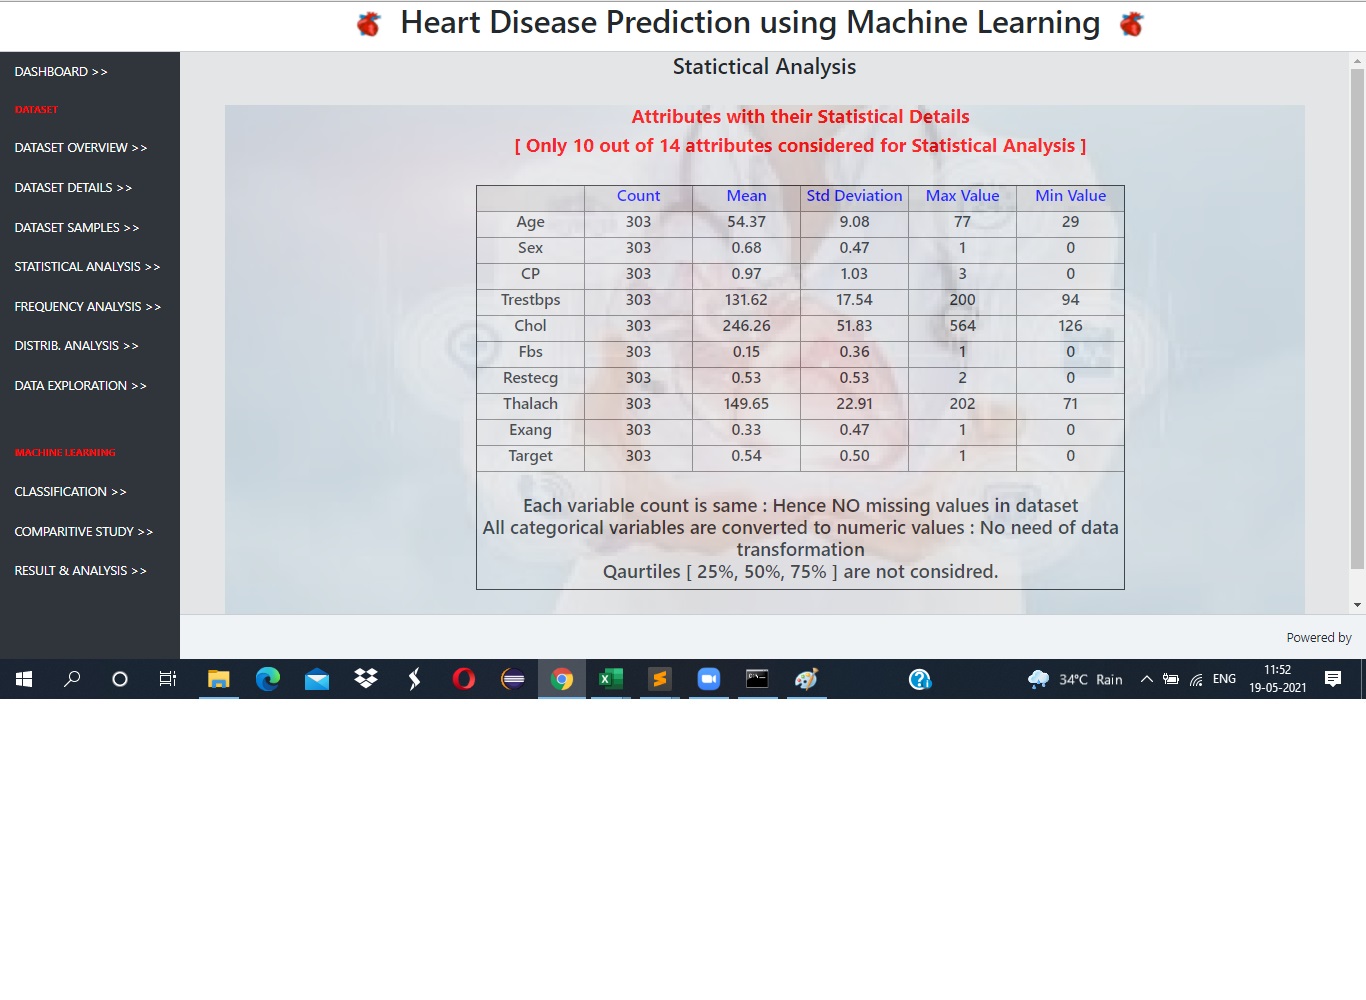 Heart Disease Prediction using Machine Learning
DASHBOARD >>
DATASET
DATASET OVERVIEW >>
DATASET DETAILS >>
DATASET SAMPLES >>
STATISTICAL ANALYSIS >>
FREQUENCY ANALYSIS >>
DISTRIB. ANALYSIS >>
DATA EXPLORATION >>
MACHINE LEARNING
CLASSIFICATION >>
COMPARITIVE STUDY >>
RESULT & ANALYSIS >>
Statictical Analysis
Attributes with their Statistical Details
[ Only 10 out of 14 attributes considered for Statistical Analysis ]
Count Mean Std Deviation Max Value Min Value
Age 303 54.37 9.08 77 29
Sex 303 0.68 0.47 1 0
CP 303 0.97 1.03 3 0
Trestbps 303 131.62 17.54 200 94
Chol 303 246.26 51.83 564 126
Fbs 303 0.15 0.36 1 0
Restecg 303 0.53 0.53 2 0
Thalach 303 149.65 22.91 202 71
Exang 303 0.33 0.47 1 0
Target 303 0.54 0.50 1 0
Each variable count is same : Hence NO missing values in dataset
All categorical variables are converted to numeric values : No need of data
transformation
Qaurtiles [ 25%, 50%, 75% ] are not considred.
Powered by
34°C Rain
ENG
11:52
19-05-2021